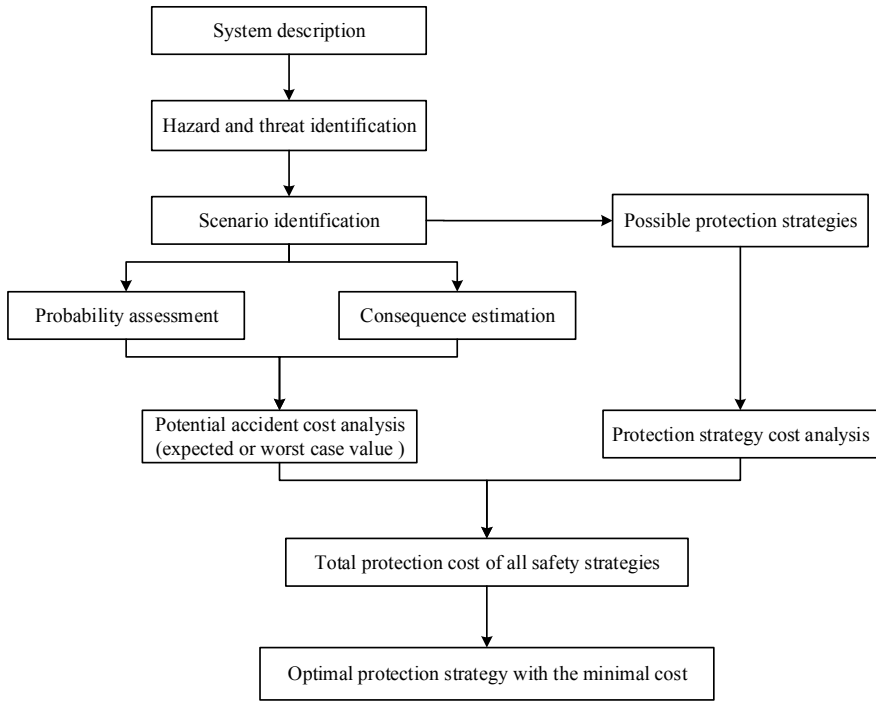 System description
Hazard and threat identification
Scenario identification
Possible protection strategies
Probability assessment
Consequence estimation
Potential accident cost analysis
(expected or worst case value )
Protection strategy cost analysis
Total protection cost of all safety strategies
Optimal protection strategy with the minimal cost